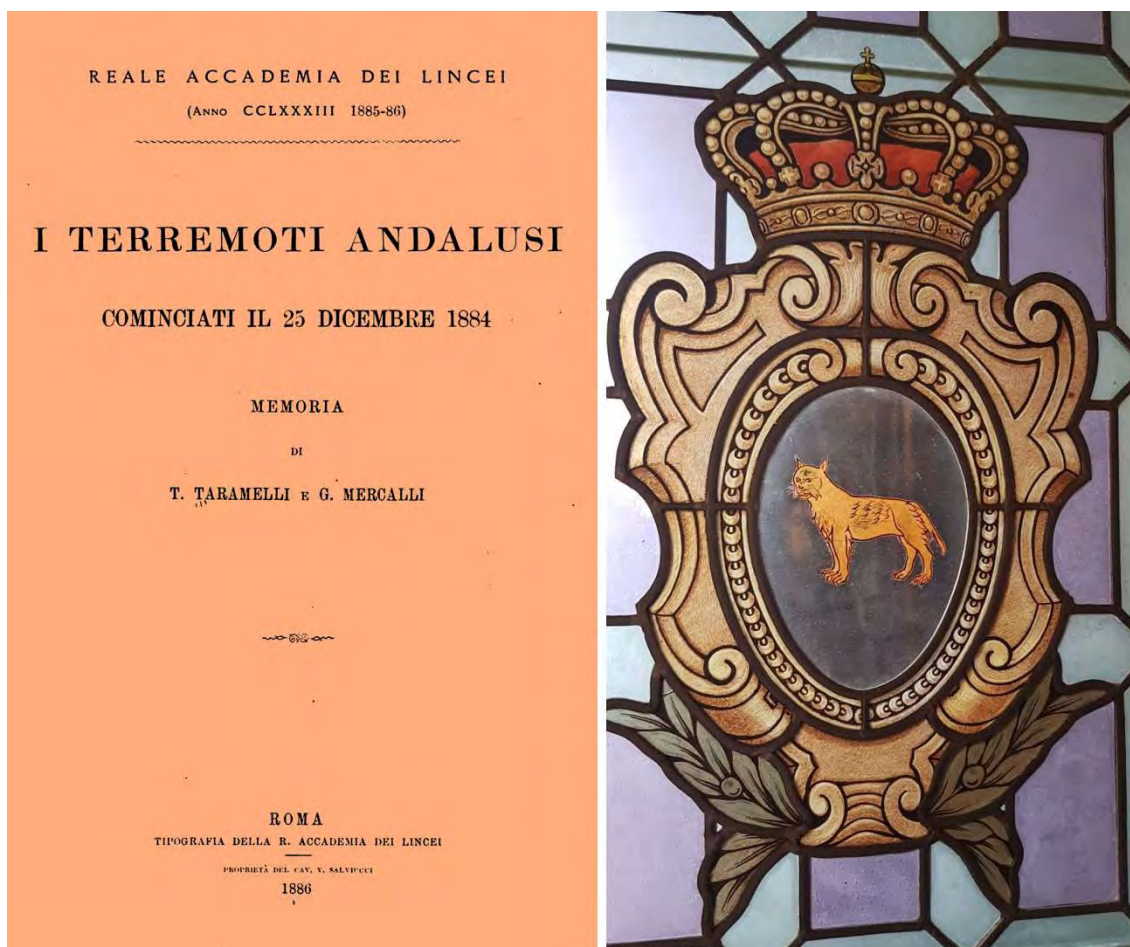 REALE ACCADEMIA DEI LINCEI
(ANNO CCLXXXIII 1885-86)
I TERREMOTI ANDALUSI
COMINCIATI IL 25 DICEMBRE 1884
MEMORIA
DI
T. TARAMELLI E G. MERCALLI
ROMA
TIPOGRAFIA DELLA R. ACCADEMIA DEI LINCEI
PROPRIETÀ DEL CAV. V. SALVIUCCI
1886